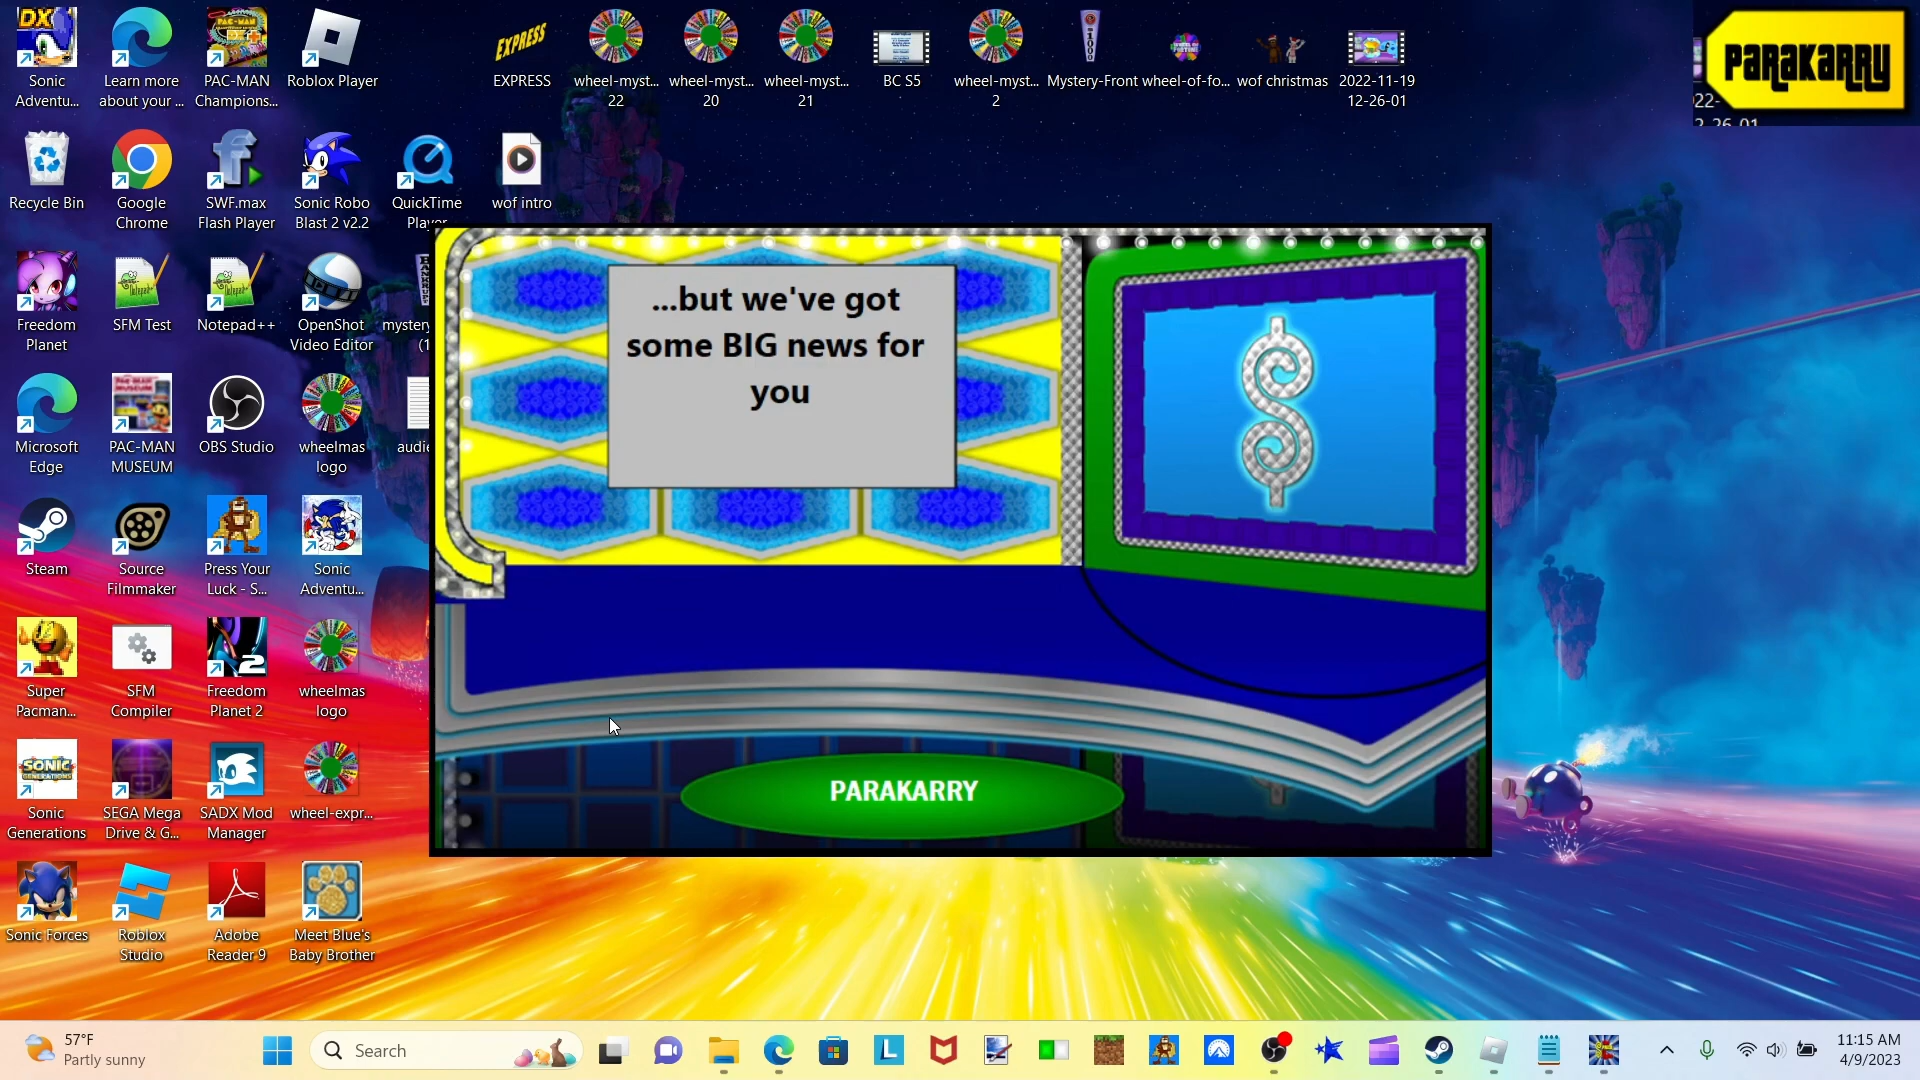 Sonic
Adventu...
Learn more
about your ...
PAC-MAN
Champions...
Roblox Player
EXPRESS
EXPRESS
wheel-myst...
22
wheel-myst...
20
wheel-myst...
21
BC S5
wheel-myst...
2
Mystery-Front
wheel-of-fo...
wof christmas
2022-11-19
12-26-01
PARAKARRY
Recycle Bin
Google
Chrome
SWF.max
Flash Player
Sonic Robo
Blast 2 v2.2
QuickTime
Play
wof intro
Freedom
Planet
SFM Test
Notepad++
OpenShot
Video Editor
mystery
(1
Microsoft
Edge
PAC-MAN
MUSEUM
OBS Studio
wheelmas
logo
audie
Steam
Source
Filmmaker
Press Your
Luck - S...
Sonic
Adventu...
Super
Pacman...
SFM
Compiler
Freedom
Planet 2
wheelmas
logo
Sonic
Generations
SEGA Mega
Drive & G...
SADX Mod
Manager
wheel-expr...
Sonic Forces
Roblox
Studio
Adobe
Reader 9
Meet Blue's
Baby Brother
...but we've got
some BIG news for
you
PARAKARRY
57°F
Partly sunny
Search
11:15 AM
4/9/2023